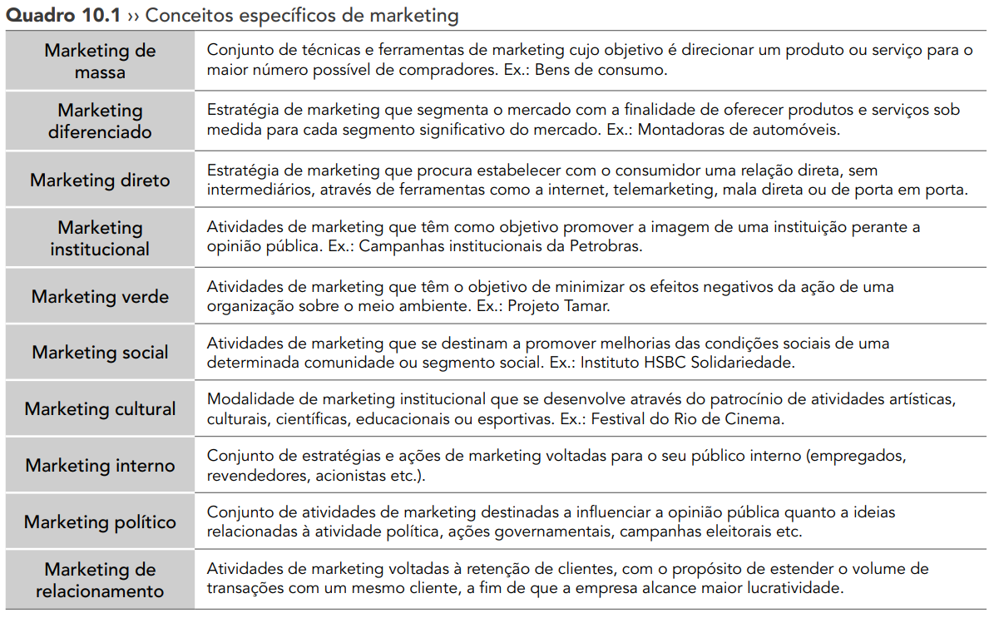 Quadro 10.1 ›› Conceitos específicos de marketing
Marketing de
massa
Conjunto de técnicas e ferramentas de marketing cujo objetivo é direcionar um produto ou serviço para o
maior número possível de compradores. Ex.: Bens de consumo.
Marketing
diferenciado
Estratégia de marketing que segmenta o mercado com a finalidade de oferecer produtos e serviços sob
medida para cada segmento significativo do mercado. Ex.: Montadoras de automóveis.
Marketing direto
Estratégia de marketing que procura estabelecer com o consumidor uma relação direta, sem
intermediários, através de ferramentas como a internet, telemarketing, mala direta ou de porta em porta.
Marketing
institucional
Atividades de marketing que têm como objetivo promover a imagem de uma instituição perante a
opinião pública. Ex.: Campanhas institucionais da Petrobras.
Marketing verde
Atividades de marketing que têm o objetivo de minimizar os efeitos negativos da ação de uma
organização sobre o meio ambiente. Ex.: Projeto Tamar.
Marketing social
Atividades de marketing que se destinam a promover melhorias das condições sociais de uma
determinada comunidade ou segmento social. Ex.: Instituto HSBC Solidariedade.
Marketing cultural
Modalidade de marketing institucional que se desenvolve através do patrocínio de atividades artísticas,
culturais, científicas, educacionais ou esportivas. Ex.: Festival do Rio de Cinema.
Marketing interno
Conjunto de estratégias e ações de marketing voltadas para o seu público interno (empregados,
revendedores, acionistas etc.).
Marketing político
Conjunto de atividades de marketing destinadas a influenciar a opinião pública quanto a ideias
relacionadas à atividade política, ações governamentais, campanhas eleitorais etc.
Marketing de
relacionamento
Atividades de marketing voltadas à retenção de clientes, com o propósito de estender o volume de
transações com um mesmo cliente, a fim de que a empresa alcance maior lucratividade.